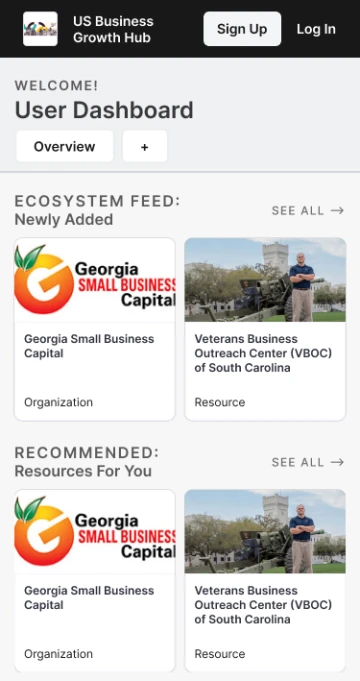 US Business
Growth Hub
Sign Up
Log In
WELCOME!
User Dashboard
Overview
+
ECOSYSTEM FEED:
Newly Added
SEE ALL →
Georgia
SMALL BUSINESS
Capital
Georgia Small Business
Capital
Organization
Veterans Business
Outreach Center (VBOC)
of South Carolina
Resource
RECOMMENDED:
Resources For You
SEE ALL →
Georgia
SMALL BUSINESS
Capital
Georgia Small Business
Capital
Organization
Veterans Business
Outreach Center (VBOC)
of South Carolina
Resource